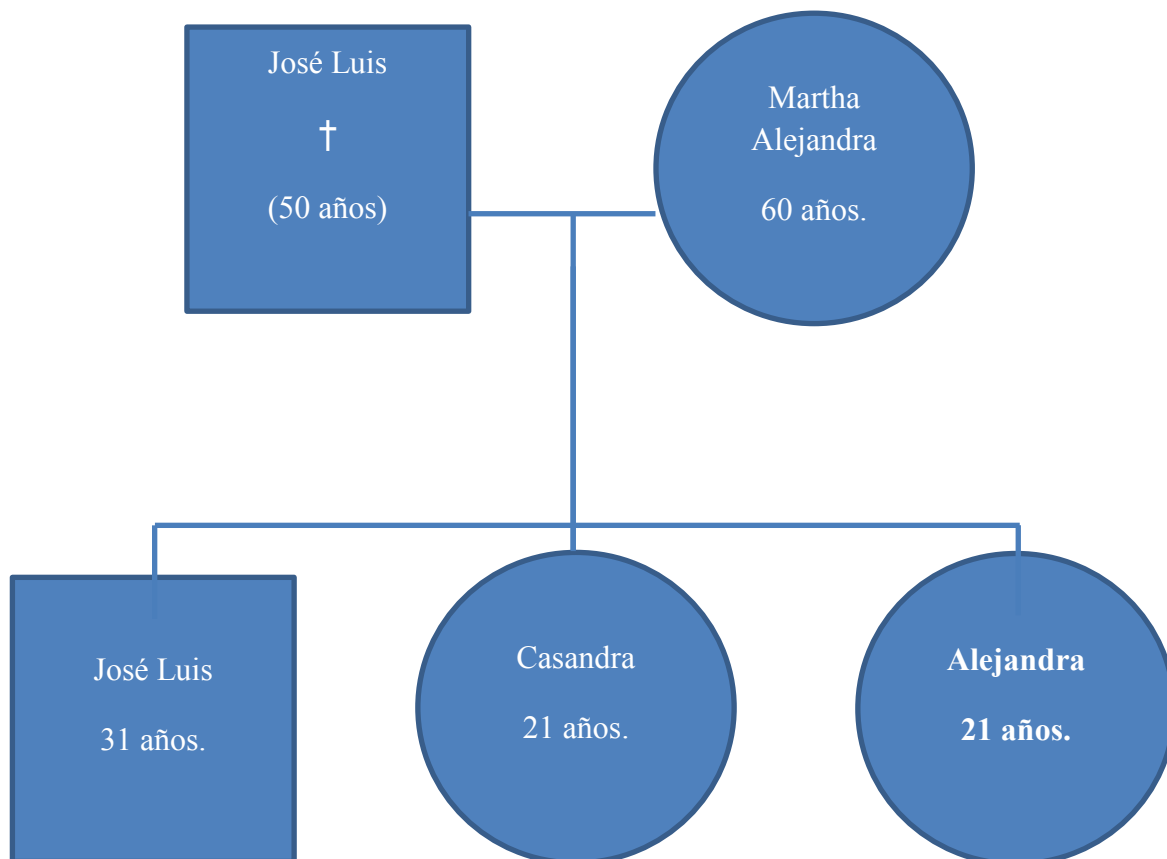 José Luis
†
(50 años)
Martha
Alejandra
60 años.
José Luis
31 años.
Casandra
21 años.
Alejandra
21 años.